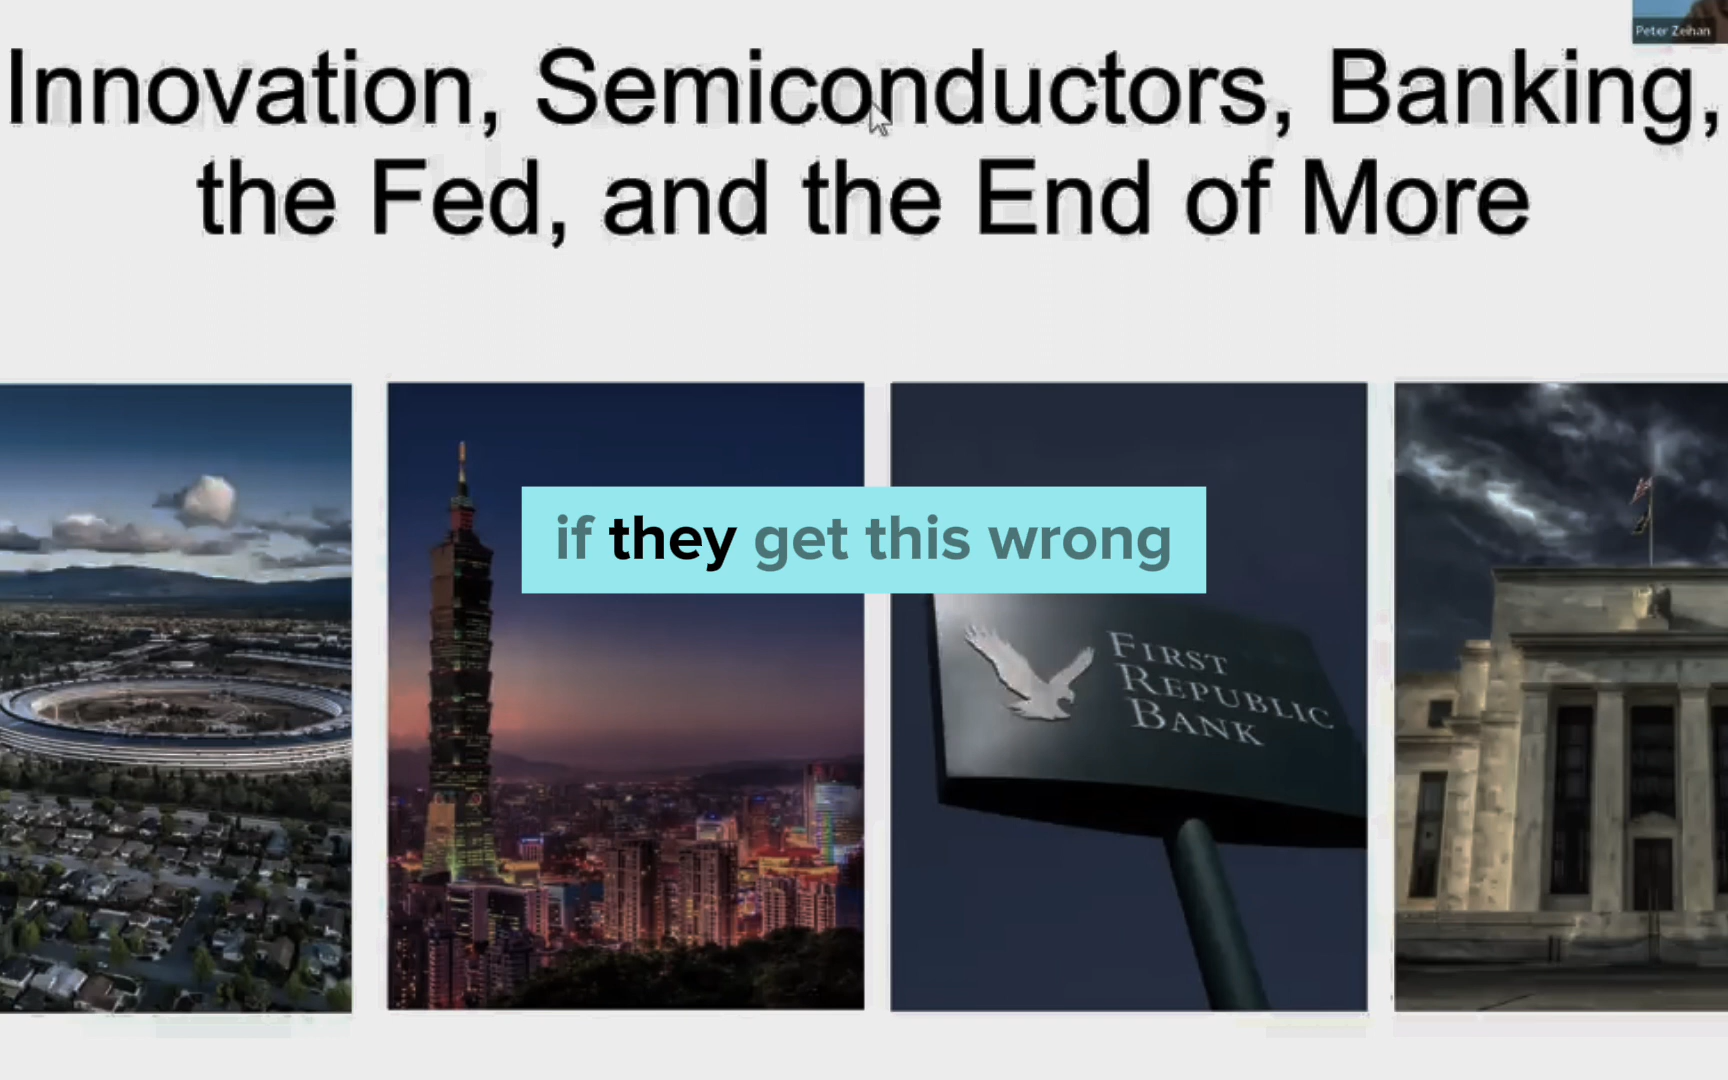 Peter Zeihan
Innovation, Semiconductors, Banking,
the Fed, and the End of More
if they get this wrong
FIRST
REPUBLIC
BANK